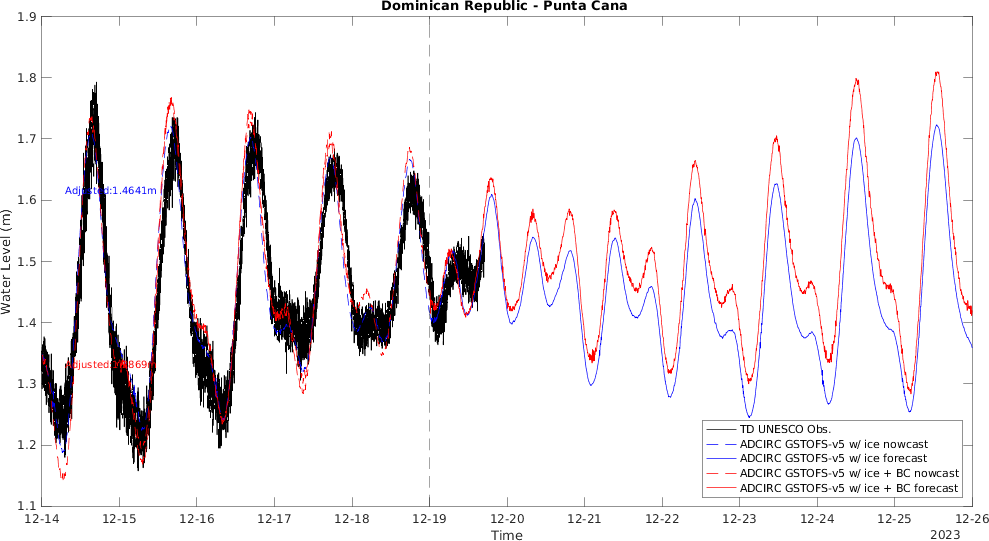 Dominican Republic - Punta Cana
1.9
1.8
1.7
1.6
1.5
1.4
1.3
1.2
1.1
Water Level (m)
Adjusted:1.4641m
12-14
12-15
12-16
12-17
12-18
12-19
12-20
12-21
12-22
12-23
12-24
12-25
12-26
Time
2023
TD UNESCO Obs.
ADCIRC GSTOFS-v5 w/ ice nowcast
ADCIRC GSTOFS-v5 w/ ice forecast
ADCIRC GSTOFS-v5 w/ ice + BC nowcast
ADCIRC GSTOFS-v5 w/ ice + BC forecast